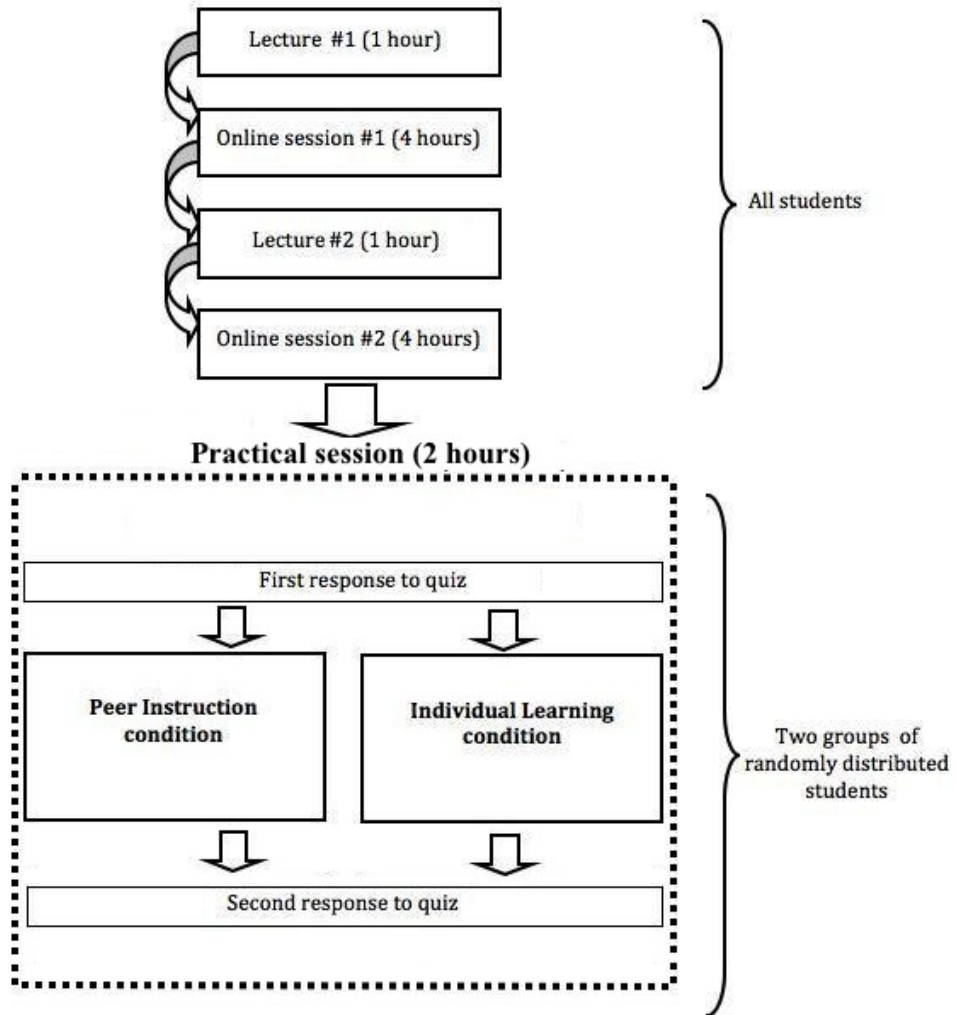 Lecture #1 (1 hour)
Online session #1 (4 hours)
Lecture #2 (1 hour)
Online session #2 (4 hours)
All students
Practical session (2 hours)
First response to quiz
Peer Instruction
condition
Individual Learning
condition
Two groups of
randomly distributed
students
Second response to quiz